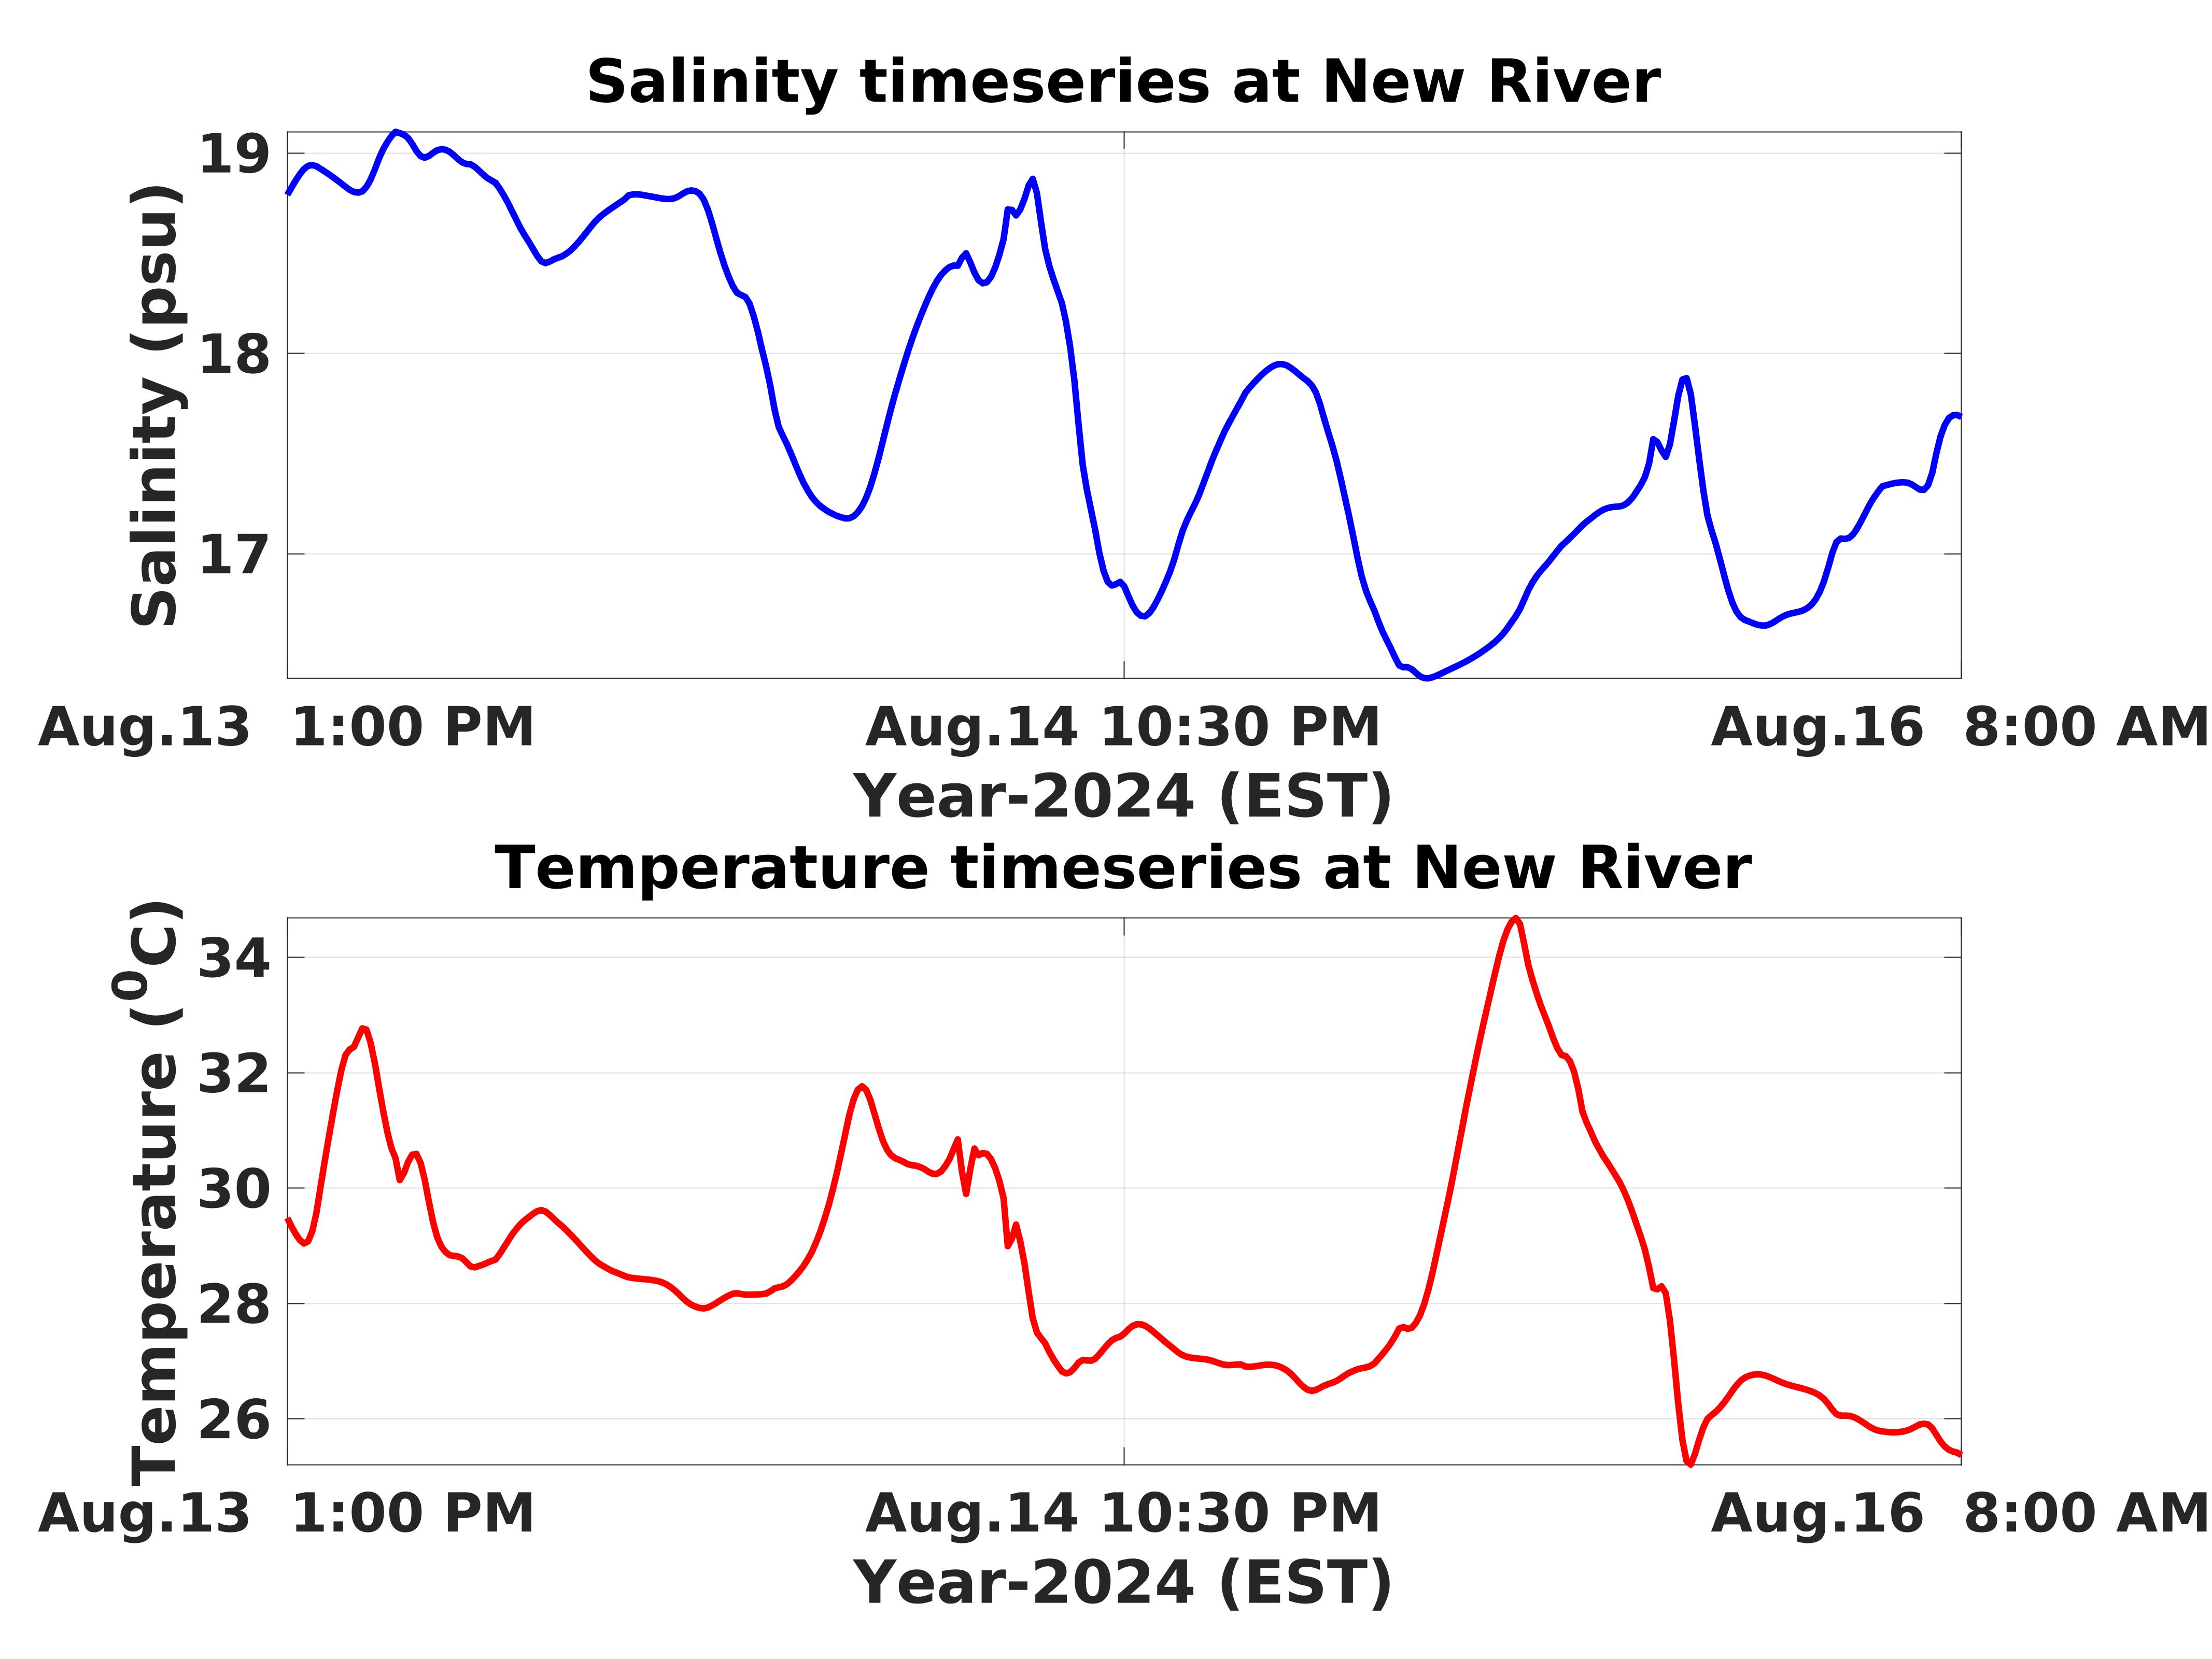 Salinity timeseries at New River
Salinity (psu)
19
18
17
Aug.13  1:00 PM
Aug.14 10:30 PM
Aug.16  8:00 AM
Year-2024 (EST)
Temperature timeseries at New River
Temperature (⁰C)
34
32
30
28
26
Aug.13  1:00 PM
Aug.14 10:30 PM
Aug.16  8:00 AM
Year-2024 (EST)